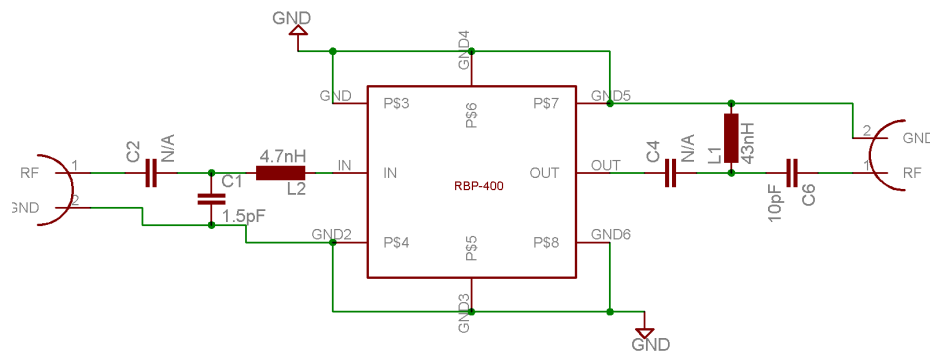 GND
GND4
GND
P$3
P$6
P$7
GND5
2
GND
C2
N/A
4.7nH
IN
IN
RBP-400
OUT
OUT
C4
N/A
L1
43nH
RF
1
C1
L2
10pF
C6
1
RF
GND
2
1.5pF
GND2
P$4
P$5
P$8
GND6
GND3
GND